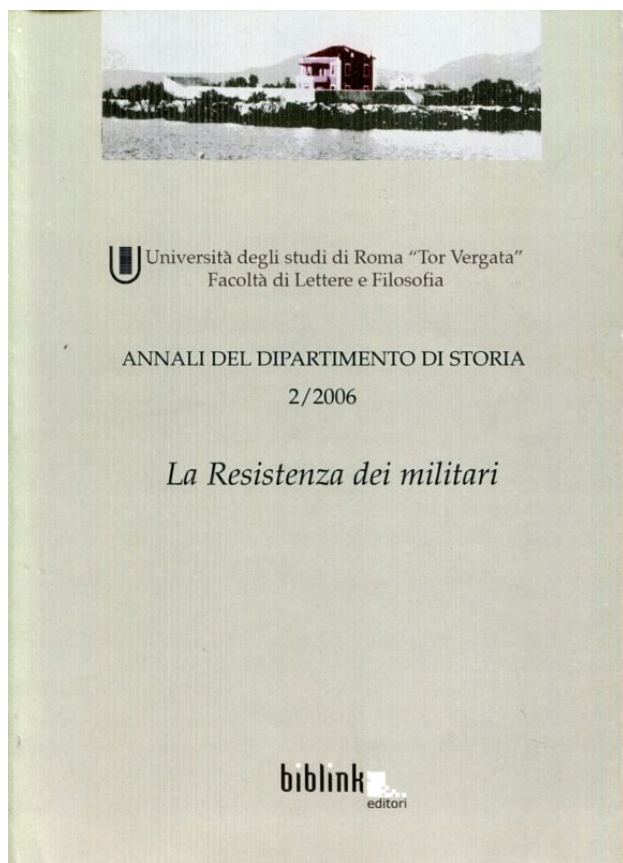 Università degli studi di Roma “Tor Vergata”
Facoltà di Lettere e Filosofia
ANNALI DEL DIPARTIMENTO DI STORIA
2/2006
La Resistenza dei militari
biblink
editori